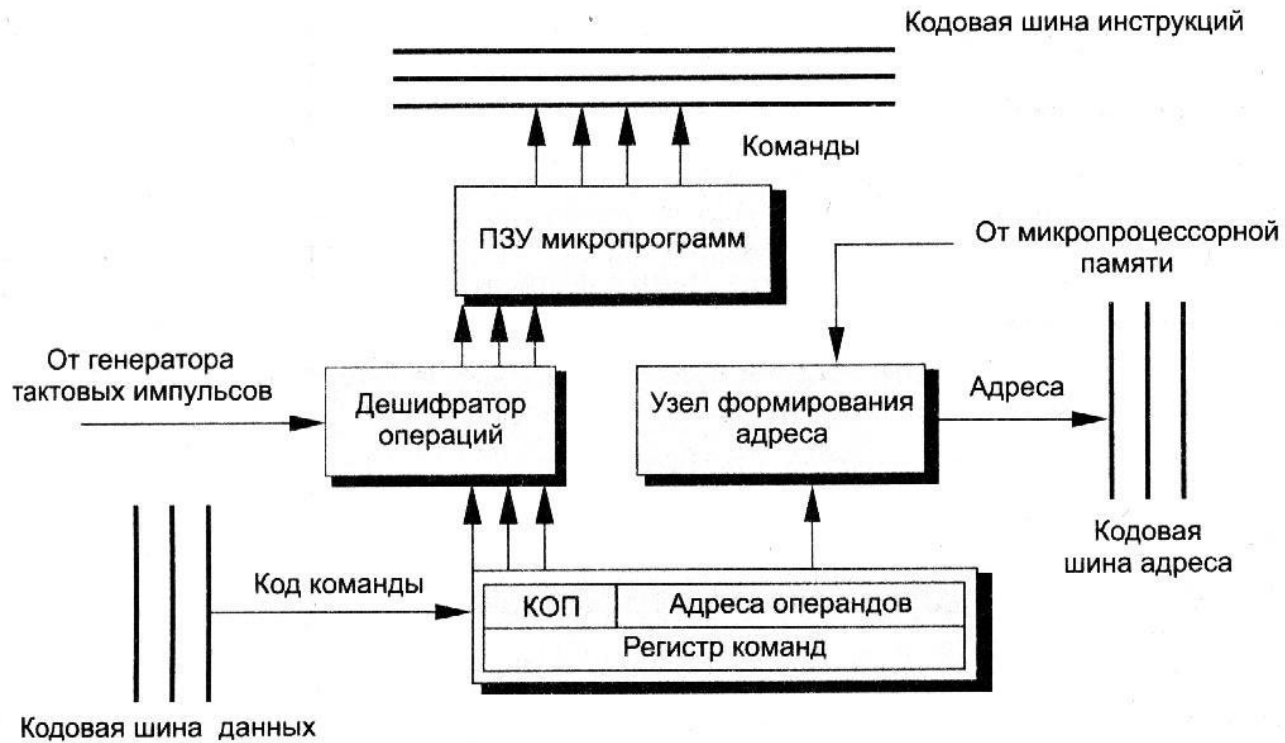 Кодовая шина инструкций
Команды
ПЗУ микропрограмм
От микропроцессорной
памяти
От генератора
тактовых импульсов
Дешифратор
операций
Узел формирования
адреса
Адреса
Кодовая
шина адреса
Код команды
КОП
Адреса операндов
Регистр команд
Кодовая шина данных